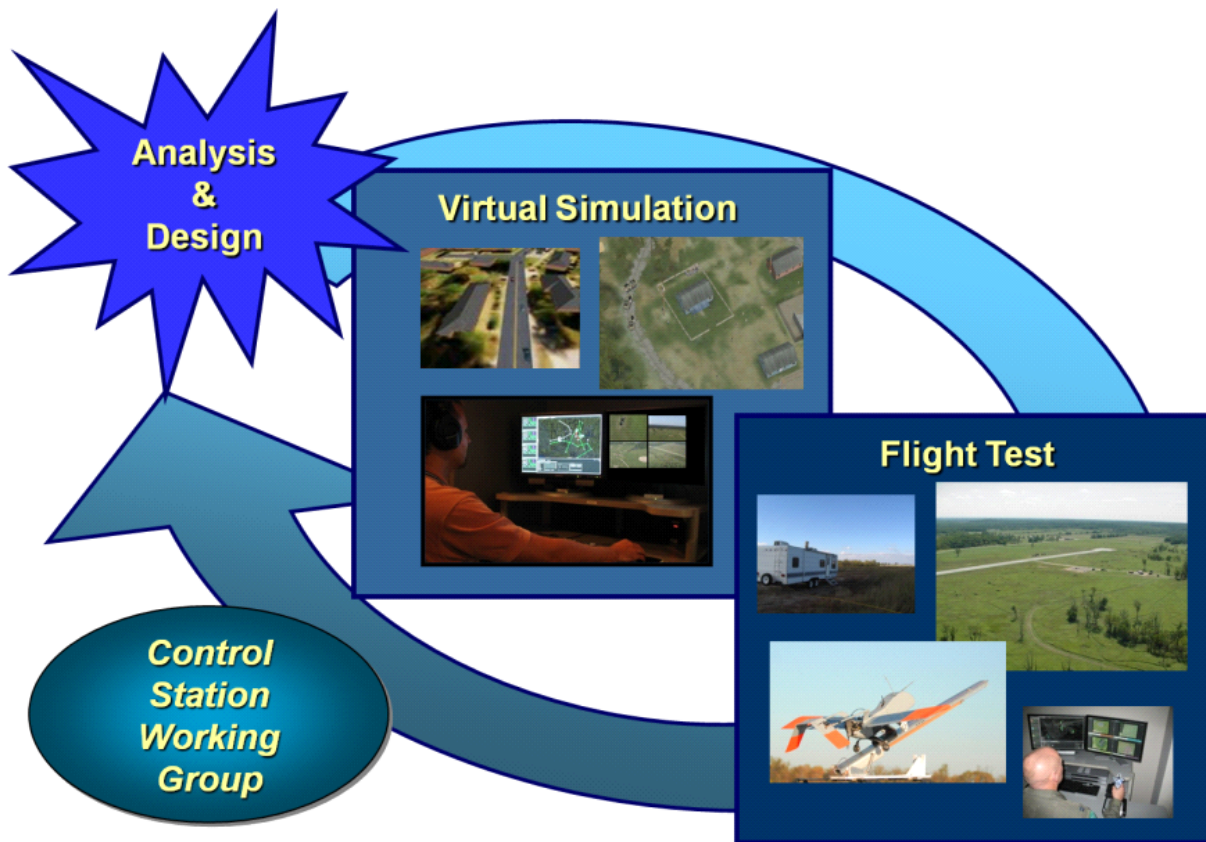 Analysis
&
Design
Virtual Simulation
Flight Test
Control
Station
Working
Group